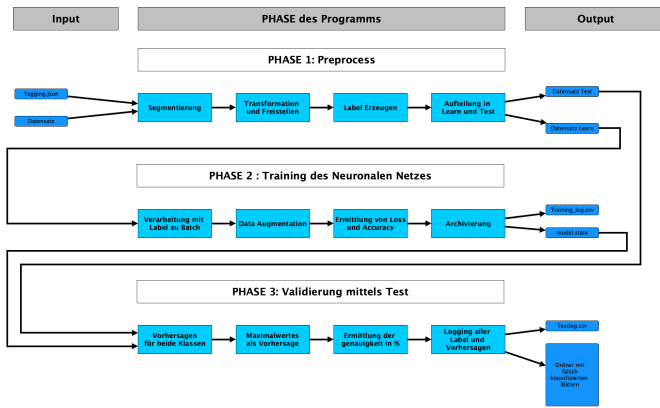 Input
PHASE des Programms
Output
PHASE 1: Preprocess
Tagging.json
Datensatz
Segmentierung
Transformation
und Freistellen
Label Erzeugen
Aufteilung in
Learn und Test
Datensatz Test
Datensatz Learn
PHASE 2 : Training des Neuronalen Netzes
Verarbeitung mit
Label zu Batch
Data Augmentation
Ermittlung von Loss
und Accuracy
Archivierung
Training_log.csv
model.state
PHASE 3: Validierung mittels Test
Vorhersagen
für beide Klassen
Maximalwertes
als Vorhersage
Ermittlung der
genauigkeit in %
Logging aller
Label und
Vorhersagen
Testlog.csv
Ordner mit
falsch
klassifizierten
Bildern